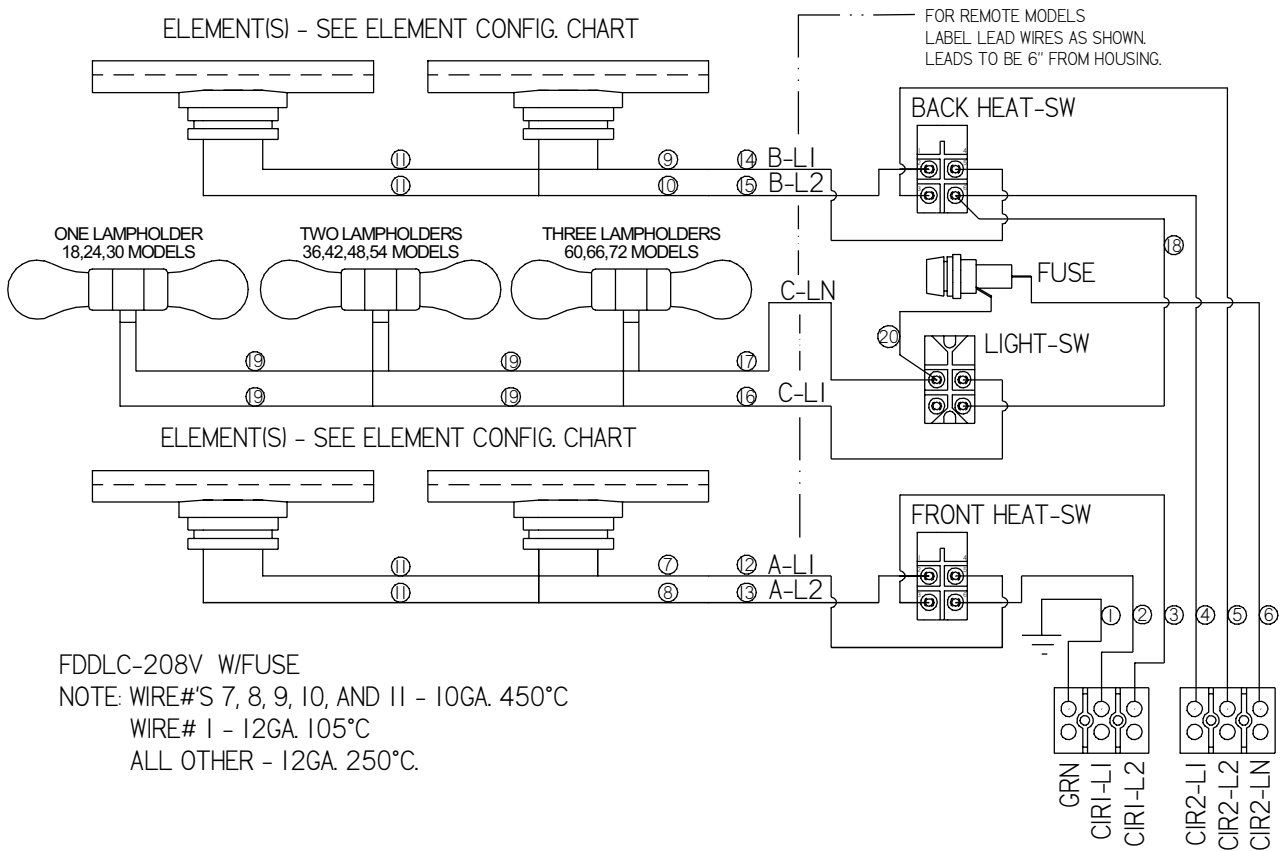 ELEMENT(S) - SEE ELEMENT CONFIG. CHART
FOR REMOTE MODELS
LABEL LEAD WIRES AS SHOWN.
LEADS TO BE 6" FROM HOUSING.
BACK HEAT-SW
11 9 14 B-L1
11 10 15 B-L2
ONE LAMPHOLDER
18,24,30 MODELS
TWO LAMPHOLDERS
36,42,48,54 MODELS
THREE LAMPHOLDERS
60,66,72 MODELS
18
FUSE
C-LN
20
LIGHT-SW
19 19 17
19 19 16 C-L1
ELEMENT(S) - SEE ELEMENT CONFIG. CHART
FRONT HEAT-SW
11 7 12 A-L1
11 8 13 A-L2
1 2 3 4 5 6
FDDLC-208V W/FUSE
NOTE: WIRE#'S 7, 8, 9, 10, AND 11 - 10GA. 450°C
WIRE# 1 - 12GA. 105°C
ALL OTHER - 12GA. 250°C.
GRN
CIR1-L1
CIR1-L2
CIR2-L1
CIR2-L2
CIR2-LN